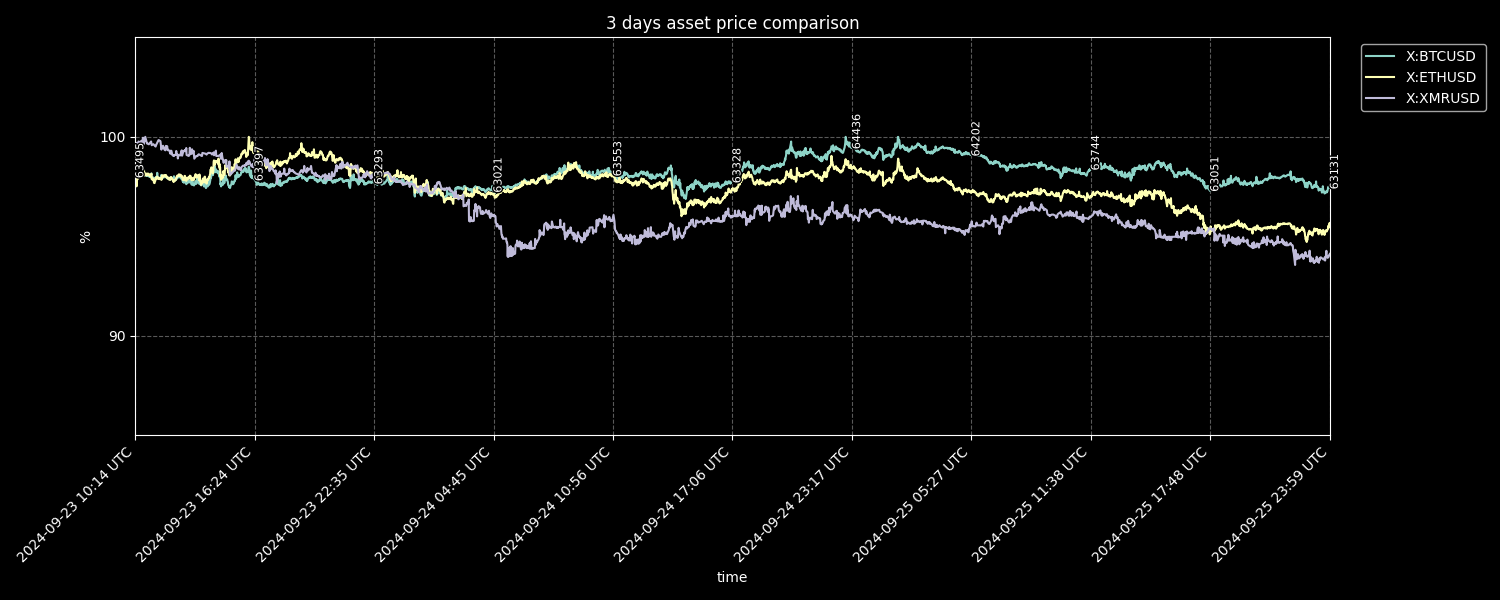 3 days asset price comparison
X:BTCUSD
X:ETHUSD
X:XMRUSD
100
90
%
63495
63397
63293
63021
63553
63328
64436
64202
63744
63051
63131
2024-09-23 10:14 UTC
2024-09-23 16:24 UTC
2024-09-23 22:35 UTC
2024-09-24 04:45 UTC
2024-09-24 10:56 UTC
2024-09-24 17:06 UTC
2024-09-24 23:17 UTC
2024-09-25 05:27 UTC
2024-09-25 11:38 UTC
2024-09-25 17:48 UTC
2024-09-25 23:59 UTC
time